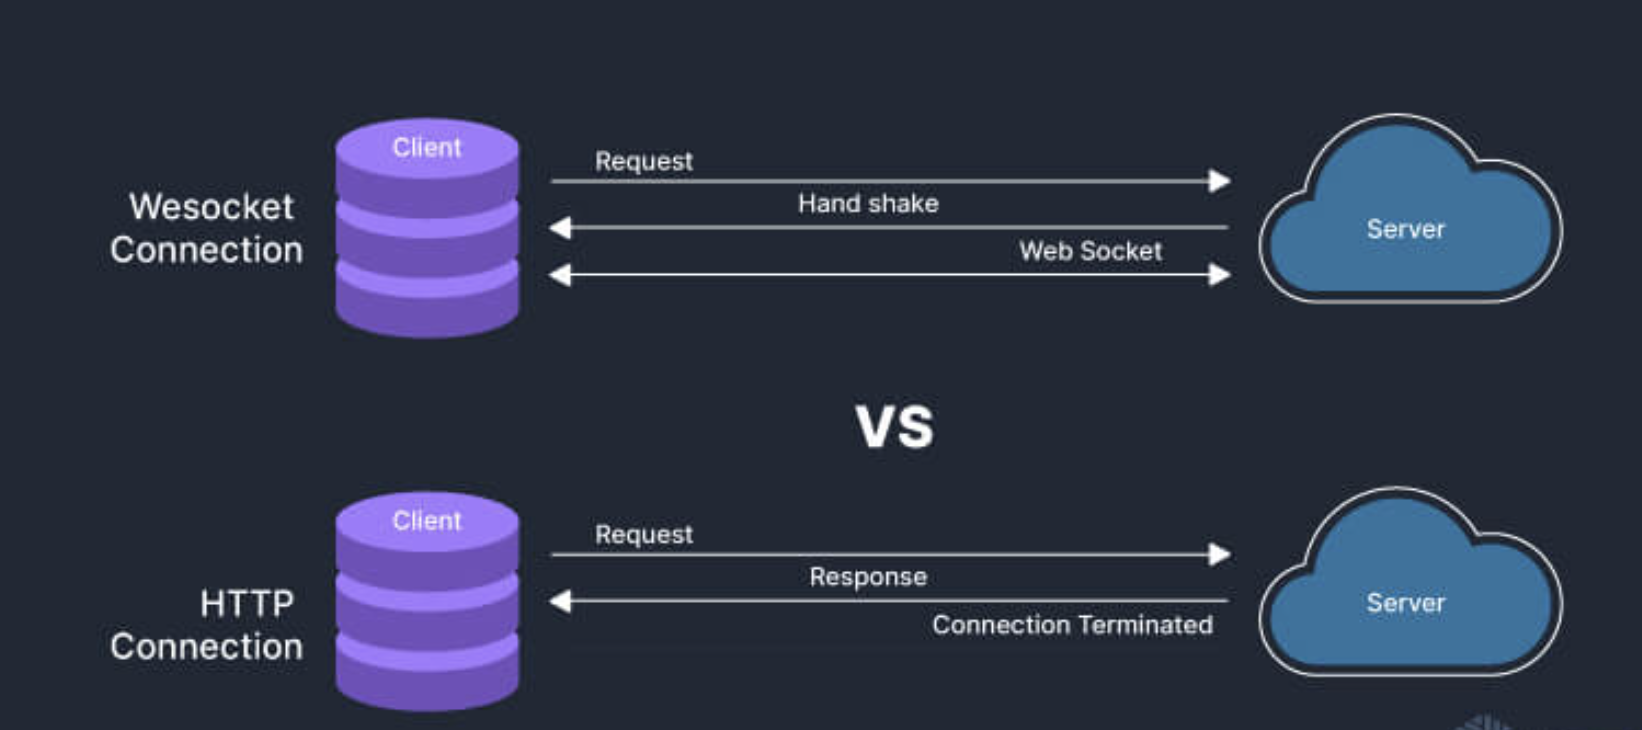 Client
Request
Hand shake
Wesocket
Connection
Server
Web Socket
VS
Client
Request
Response
HTTP
Connection
Server
Connection Terminated